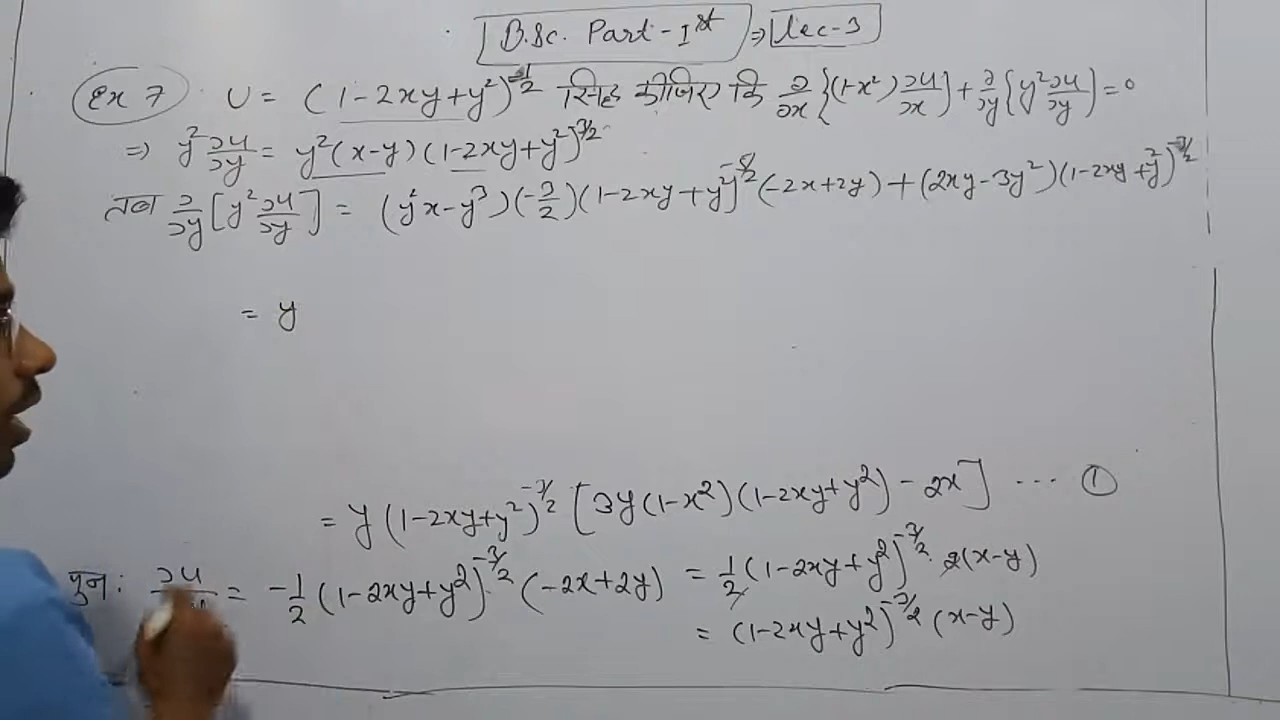 B.Sc. Part-Iˢᵗ ⇒ Lec-3
Ex 7 U = (1-2xy+y²)^{-1/2} सिद्ध कीजिए कि ∂/∂x {(1-x²) ∂u/∂x} + ∂/∂y {y² ∂u/∂y} = 0
⇒ y² ∂u/∂y = y²(x-y)(1-2xy+y²)^{-3/2}
तब ∂/∂y [y² ∂u/∂y] = (y²x-y³)(-3/2)(1-2xy+y²)^{-5/2}(-2x+2y) + (2xy-3y²)(1-2xy+y²)^{-3/2}
= y
= y(1-2xy+y²)^{-3/2} [3y(1-x²)(1-2xy+y²) - 2x] ... ①
पुनः ∂u = -1/2 (1-2xy+y²)^{-3/2} (-2x+2y) = 1/2 (1-2xy+y²)^{-3/2} 2(x-y)
= (1-2xy+y²)^{-3/2} (x-y)